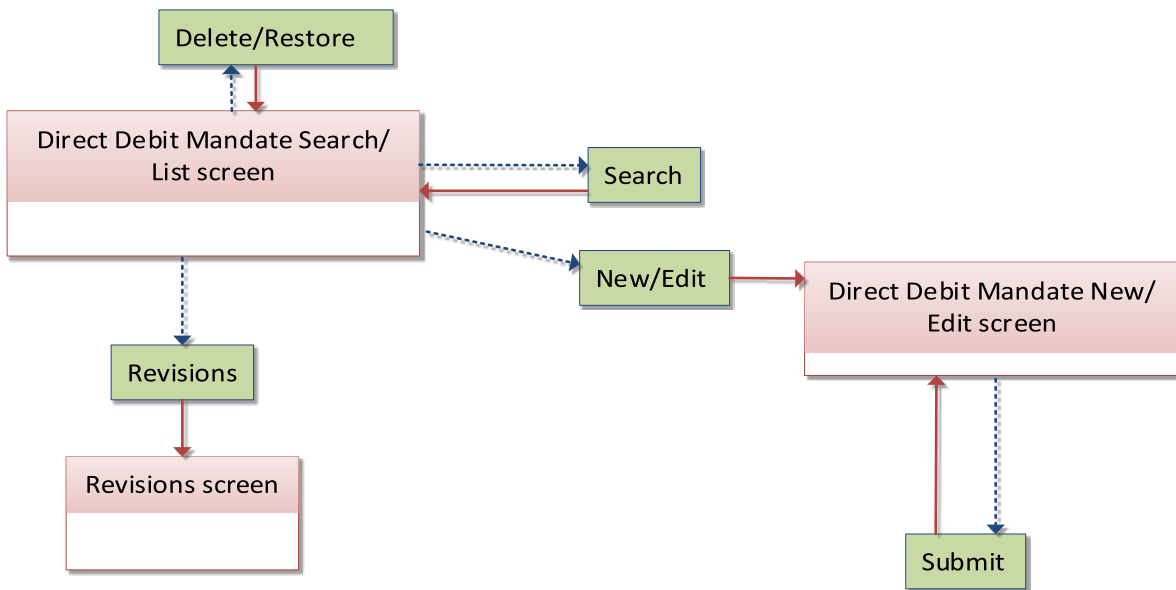 Delete/Restore
Direct Debit Mandate Search/
List screen
Search
New/Edit
Direct Debit Mandate New/
Edit screen
Revisions
Revisions screen
Submit